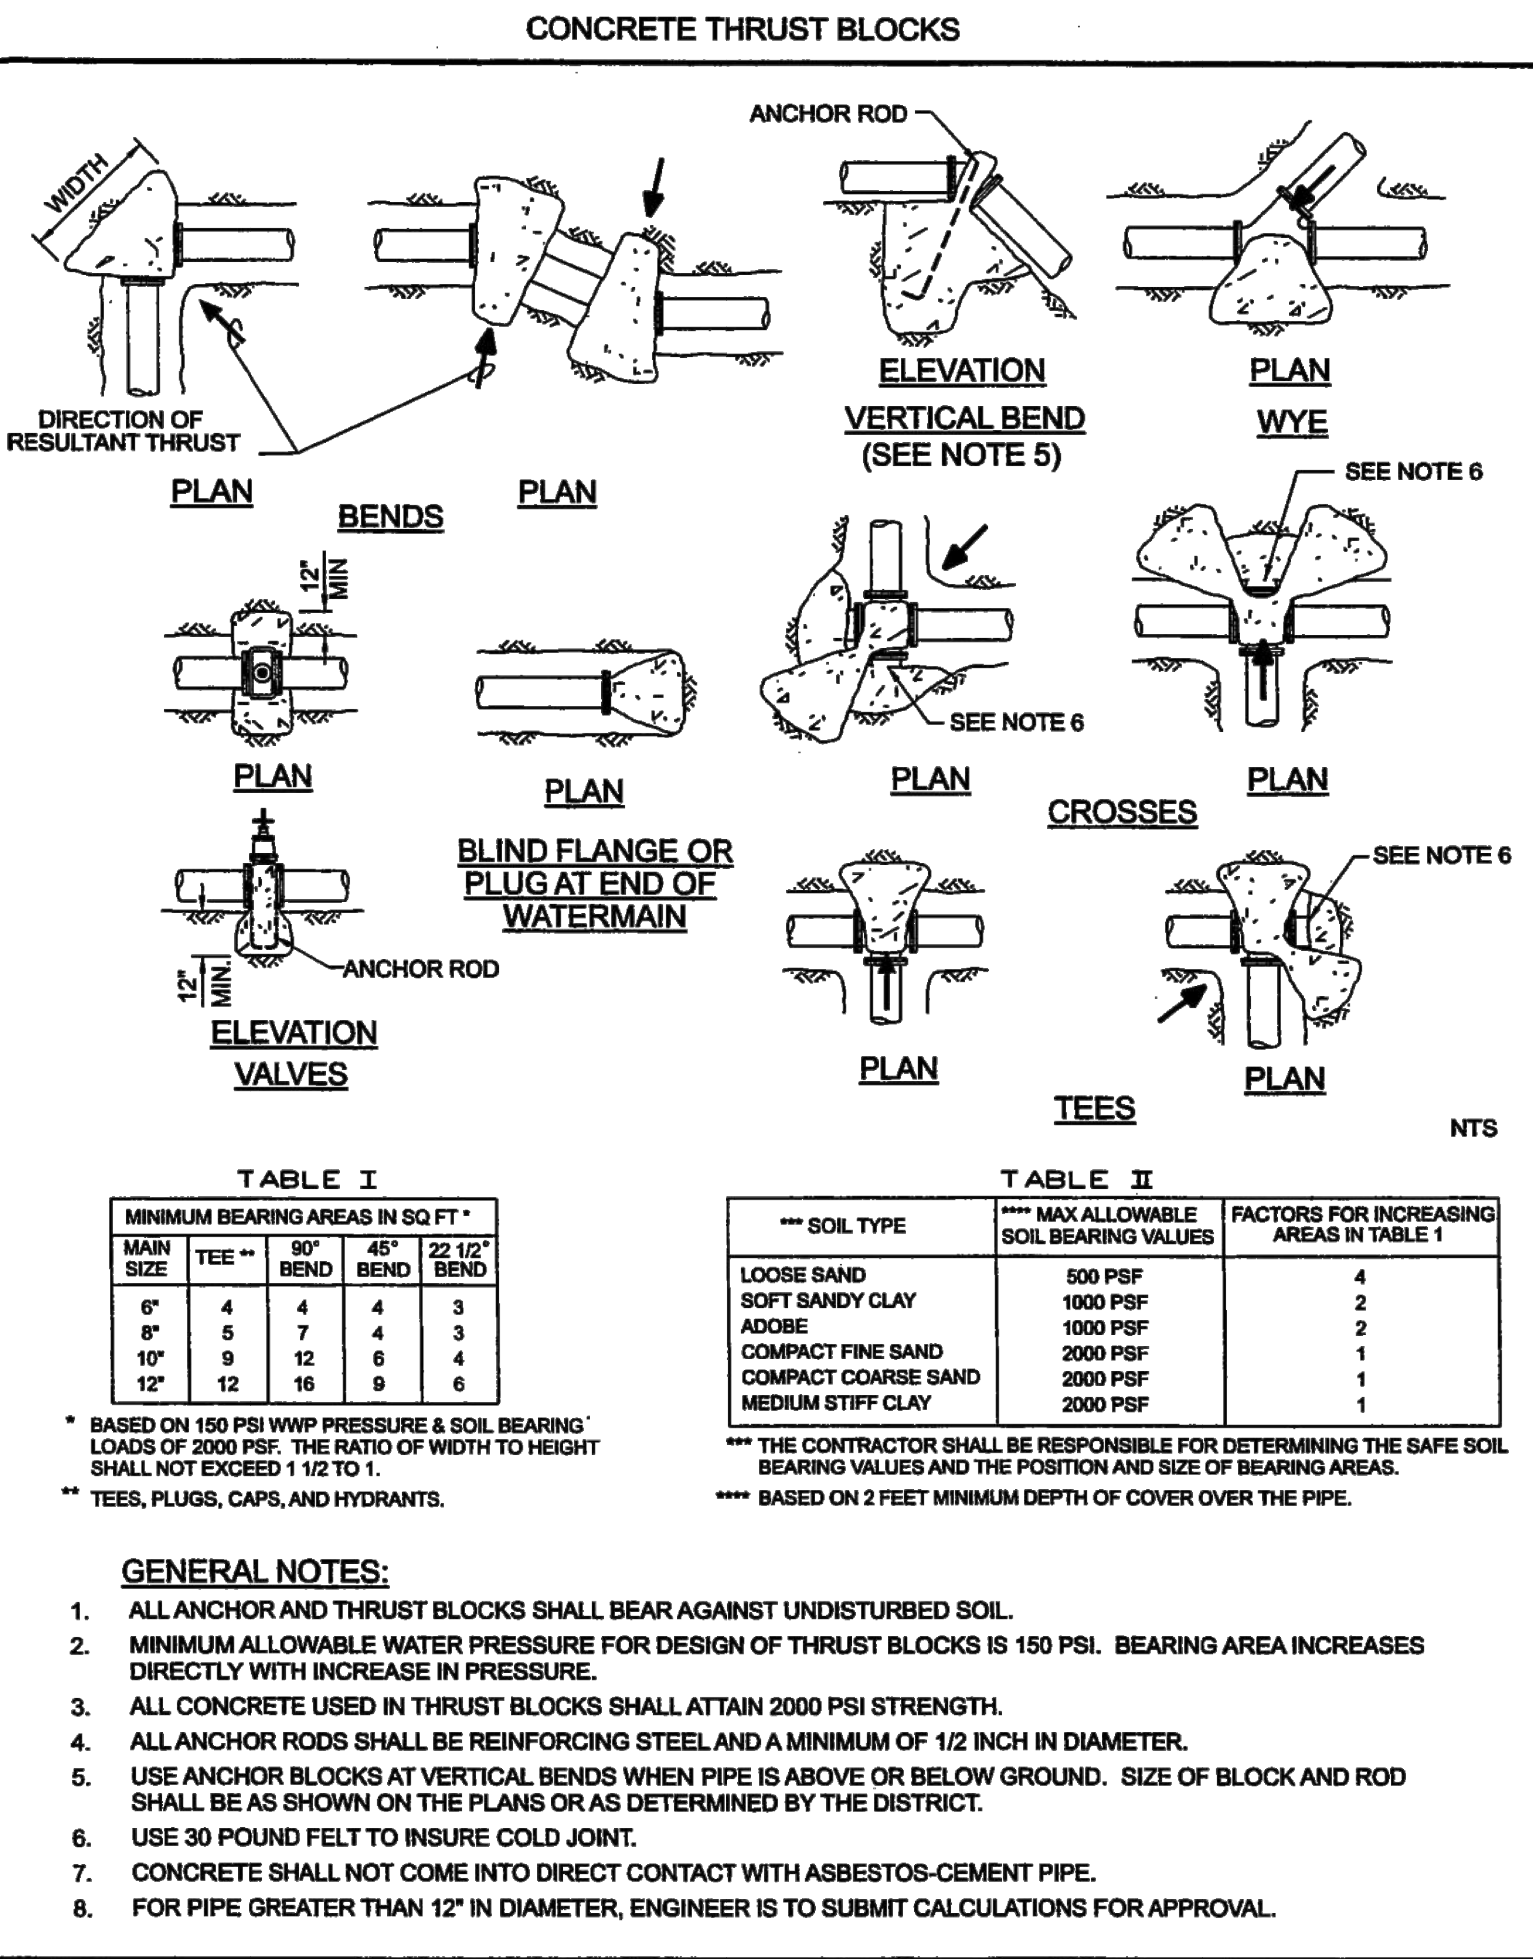 CONCRETE THRUST BLOCKS
WIDTH
DIRECTION OF
RESULTANT THRUST
PLAN
PLAN
BENDS
ANCHOR ROD
ELEVATION
VERTICAL BEND
(SEE NOTE 5)
PLAN
WYE
12"
MIN
PLAN
ANCHOR ROD
12"
MIN.
ELEVATION
VALVES
PLAN
BLIND FLANGE OR
PLUG AT END OF
WATERMAIN
SEE NOTE 6
PLAN
SEE NOTE 6
PLAN
CROSSES
PLAN
SEE NOTE 6
PLAN
TEES
NTS
TABLE I
MINIMUM BEARING AREAS IN SQ FT *
MAIN SIZE TEE ** 90° BEND 45° BEND 22 1/2° BEND
6" 4 4 4 3
8" 5 7 4 3
10" 9 12 6 4
12" 12 16 9 6
* BASED ON 150 PSI WWP PRESSURE & SOIL BEARING
LOADS OF 2000 PSF. THE RATIO OF WIDTH TO HEIGHT
SHALL NOT EXCEED 1 1/2 TO 1.
** TEES, PLUGS, CAPS, AND HYDRANTS.
TABLE II
*** SOIL TYPE **** MAX ALLOWABLE SOIL BEARING VALUES FACTORS FOR INCREASING AREAS IN TABLE 1
LOOSE SAND 500 PSF 4
SOFT SANDY CLAY 1000 PSF 2
ADOBE 1000 PSF 2
COMPACT FINE SAND 2000 PSF 1
COMPACT COARSE SAND 2000 PSF 1
MEDIUM STIFF CLAY 2000 PSF 1
*** THE CONTRACTOR SHALL BE RESPONSIBLE FOR DETERMINING THE SAFE SOIL
BEARING VALUES AND THE POSITION AND SIZE OF BEARING AREAS.
**** BASED ON 2 FEET MINIMUM DEPTH OF COVER OVER THE PIPE.
GENERAL NOTES:
1. ALL ANCHOR AND THRUST BLOCKS SHALL BEAR AGAINST UNDISTURBED SOIL.
2. MINIMUM ALLOWABLE WATER PRESSURE FOR DESIGN OF THRUST BLOCKS IS 150 PSI. BEARING AREA INCREASES
DIRECTLY WITH INCREASE IN PRESSURE.
3. ALL CONCRETE USED IN THRUST BLOCKS SHALL ATTAIN 2000 PSI STRENGTH.
4. ALL ANCHOR RODS SHALL BE REINFORCING STEEL AND A MINIMUM OF 1/2 INCH IN DIAMETER.
5. USE ANCHOR BLOCKS AT VERTICAL BENDS WHEN PIPE IS ABOVE OR BELOW GROUND. SIZE OF BLOCK AND ROD
SHALL BE AS SHOWN ON THE PLANS OR AS DETERMINED BY THE DISTRICT.
6. USE 30 POUND FELT TO INSURE COLD JOINT.
7. CONCRETE SHALL NOT COME INTO DIRECT CONTACT WITH ASBESTOS-CEMENT PIPE.
8. FOR PIPE GREATER THAN 12" IN DIAMETER, ENGINEER IS TO SUBMIT CALCULATIONS FOR APPROVAL.